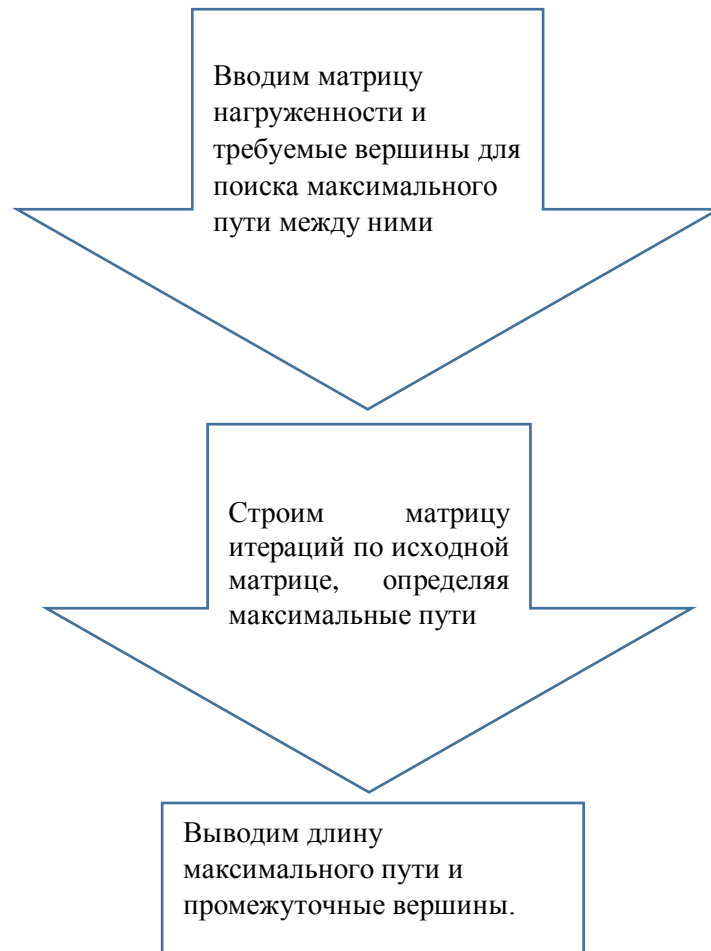 Вводим матрицу
нагруженности и
требуемые вершины для
поиска максимального
пути между ними
Строим матрицу
итераций по исходной
матрице, определяя
максимальные пути
Выводим длину
максимального пути и
промежуточные вершины.